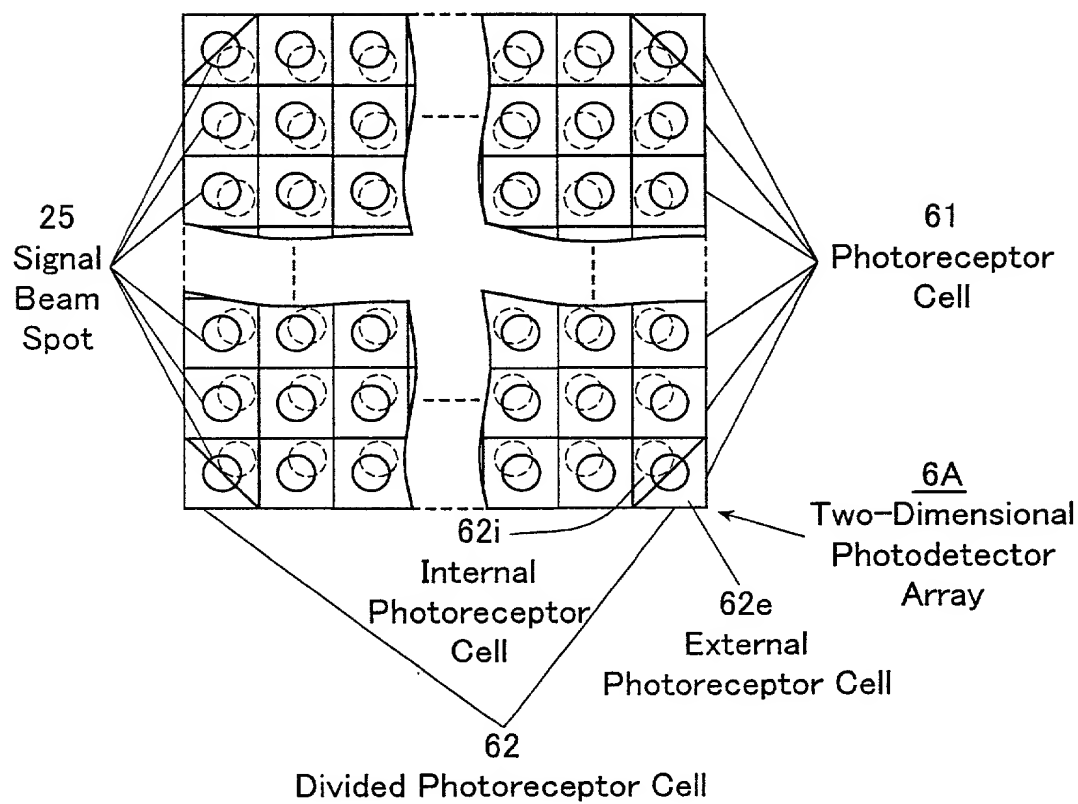 25
Signal
Beam
Spot
61
Photoreceptor
Cell
6A
Two-Dimensional
Photodetector
Array
62i
Internal
Photoreceptor
Cell
62e
External
Photoreceptor Cell
62
Divided Photoreceptor Cell